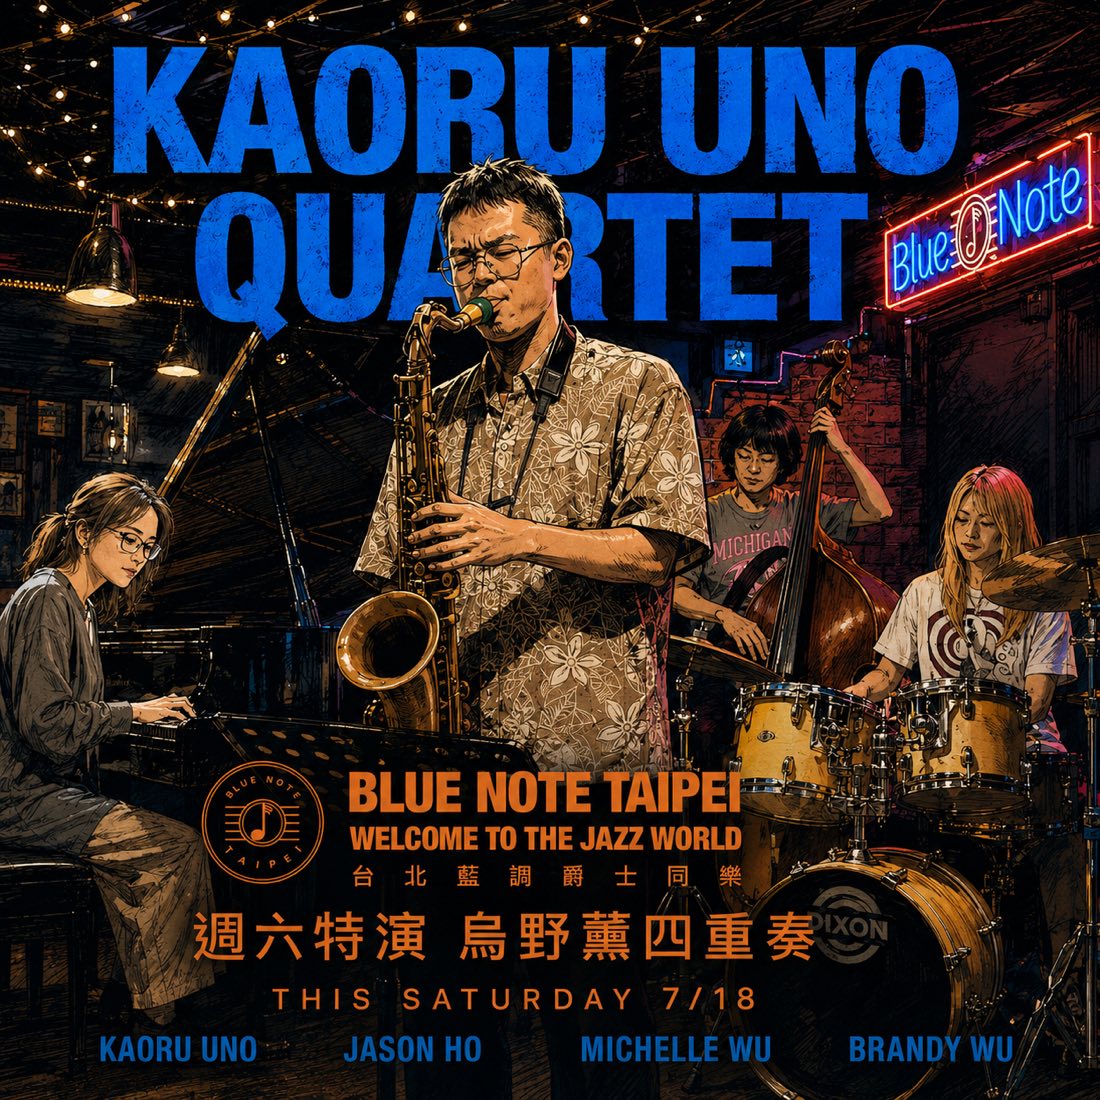 KAORU UNO
QUARTET
Blue Note
MICHIGAN
BLUE NOTE
TAIPEI
BLUE NOTE TAIPEI
WELCOME TO THE JAZZ WORLD
台北藍調爵士同樂
週六特演 烏野薰四重奏
DIXON
THIS SATURDAY 7/18
KAORU UNO JASON HO MICHELLE WU BRANDY WU